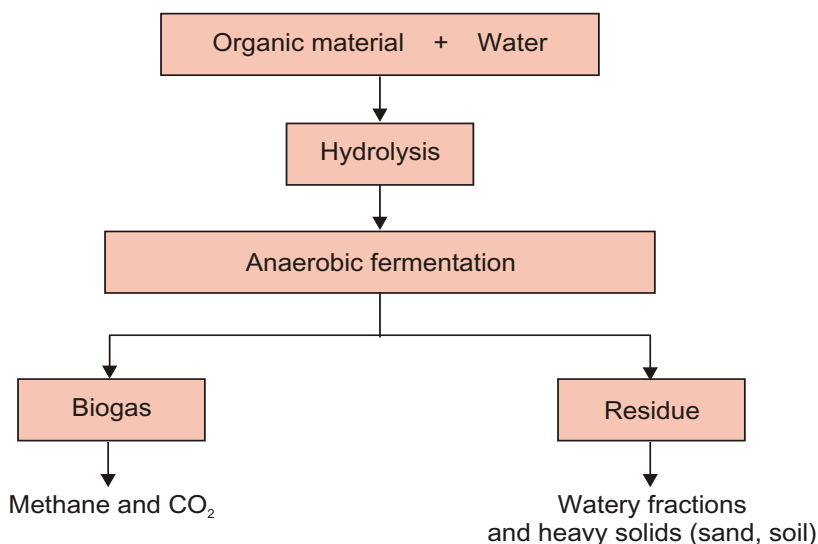 Organic material + Water
Hydrolysis
Anaerobic fermentation
Biogas
Residue
Methane and CO₂
Watery fractions
and heavy solids (sand, soil)